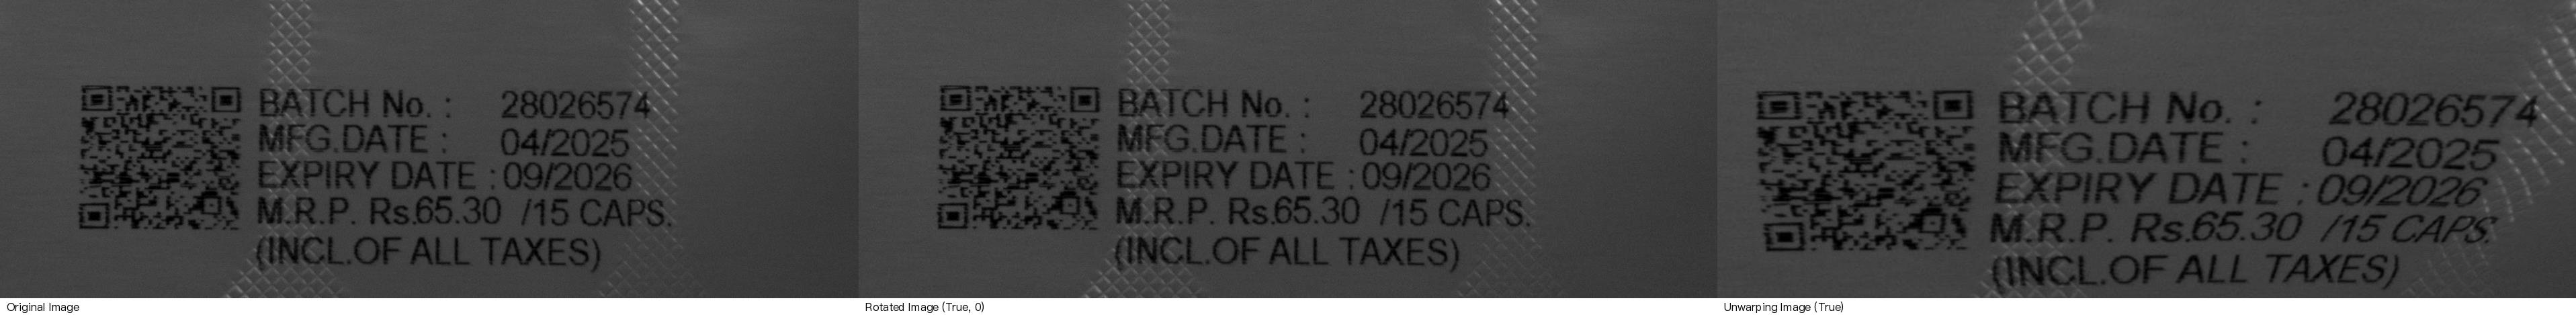 BATCH No. : 28026574
MFG.DATE : 04/2025
EXPIRY DATE : 09/2026
M.R.P. Rs.65.30 /15 CAPS.
(INCL.OF ALL TAXES)
Original Image
BATCH No. : 28026574
MFG.DATE : 04/2025
EXPIRY DATE : 09/2026
M.R.P. Rs.65.30 /15 CAPS.
(INCL.OF ALL TAXES)
Rotated Image (True, 0)
BATCH No. : 28026574
MFG.DATE : 04/2025
EXPIRY DATE : 09/2026
M.R.P. Rs.65.30 /15 CAPS.
(INCL.OF ALL TAXES)
Unwarping Image (True)